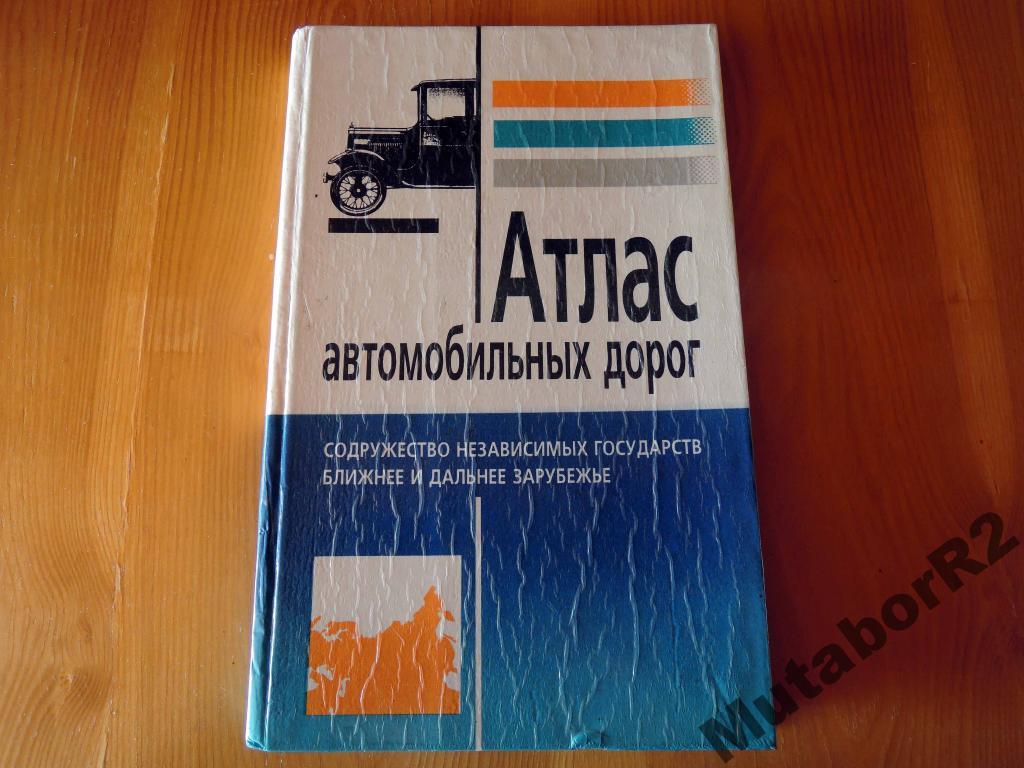 Атлас
автомобильных дорог
СОДРУЖЕСТВО НЕЗАВИСИМЫХ ГОСУДАРСТВ
БЛИЖНЕЕ И ДАЛЬНЕЕ ЗАРУБЕЖЬЕ
MutaborR2